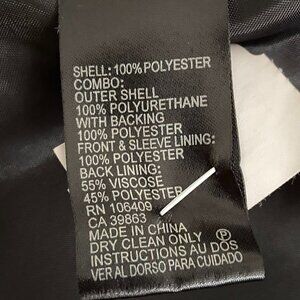 SHELL: 100% POLYESTER
COMBO:
OUTER SHELL
100% POLYURETHANE
WITH BACKING
100% POLYESTER
FRONT & SLEEVE LINING:
100% POLYESTER
BACK LINING:
55% VISCOSE
45% POLYESTER
RN 106409
CA 39863
MADE IN CHINA
DRY CLEAN ONLY Ⓟ
INSTRUCTIONS AU DOS
VER AL DORSO PARA CUIDADO